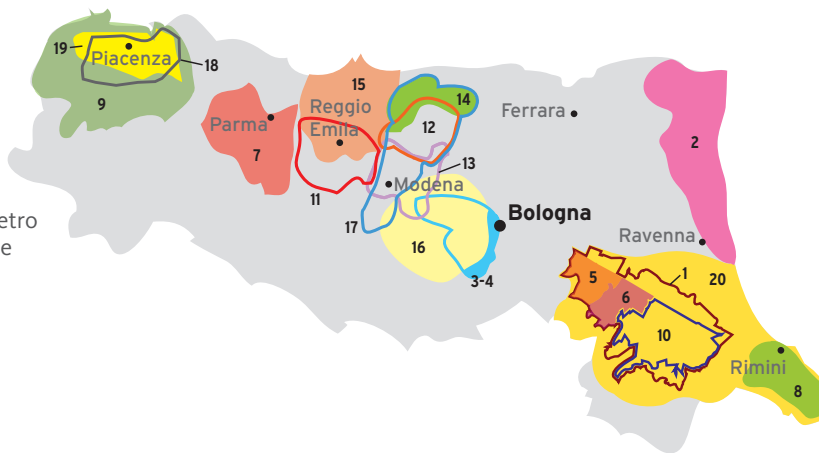 19
Piacenza
18
9
15
Reggio
Emilia
14
12
Ferrara
Parma
7
2
13
11
Modena
17
etro
e
16
Bologna
3-4
Ravenna
5
1
20
6
10
Rimini
8